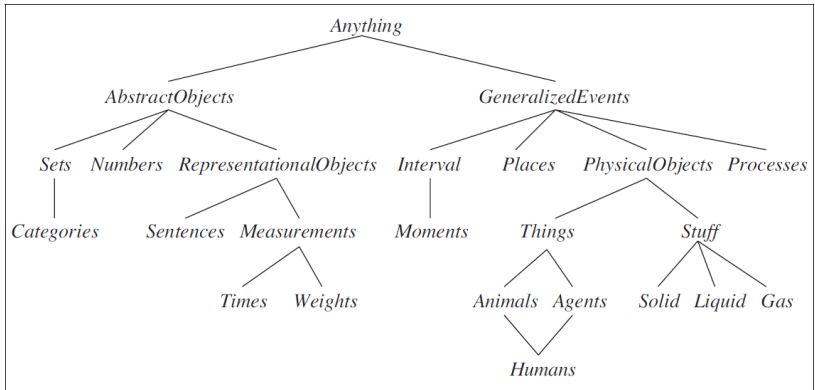 Anything
AbstractObjects GeneralizedEvents
Sets Numbers RepresentationalObjects Interval Places PhysicalObjects Processes
Categories Sentences Measurements Moments Things Stuff
Times Weights Animals Agents Solid Liquid Gas
Humans